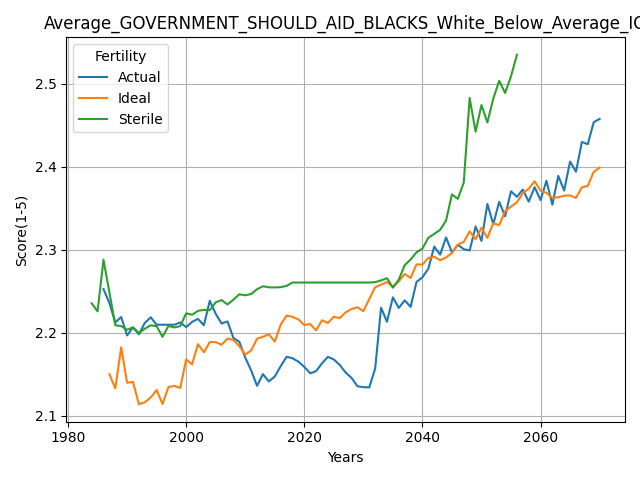 Average_GOVERNMENT_SHOULD_AID_BLACKS_White_Below_Average_IQ
Fertility
Actual
Ideal
Sterile
Score(1-5)
2.5
2.4
2.3
2.2
2.1
1980 2000 2020 2040 2060
Years